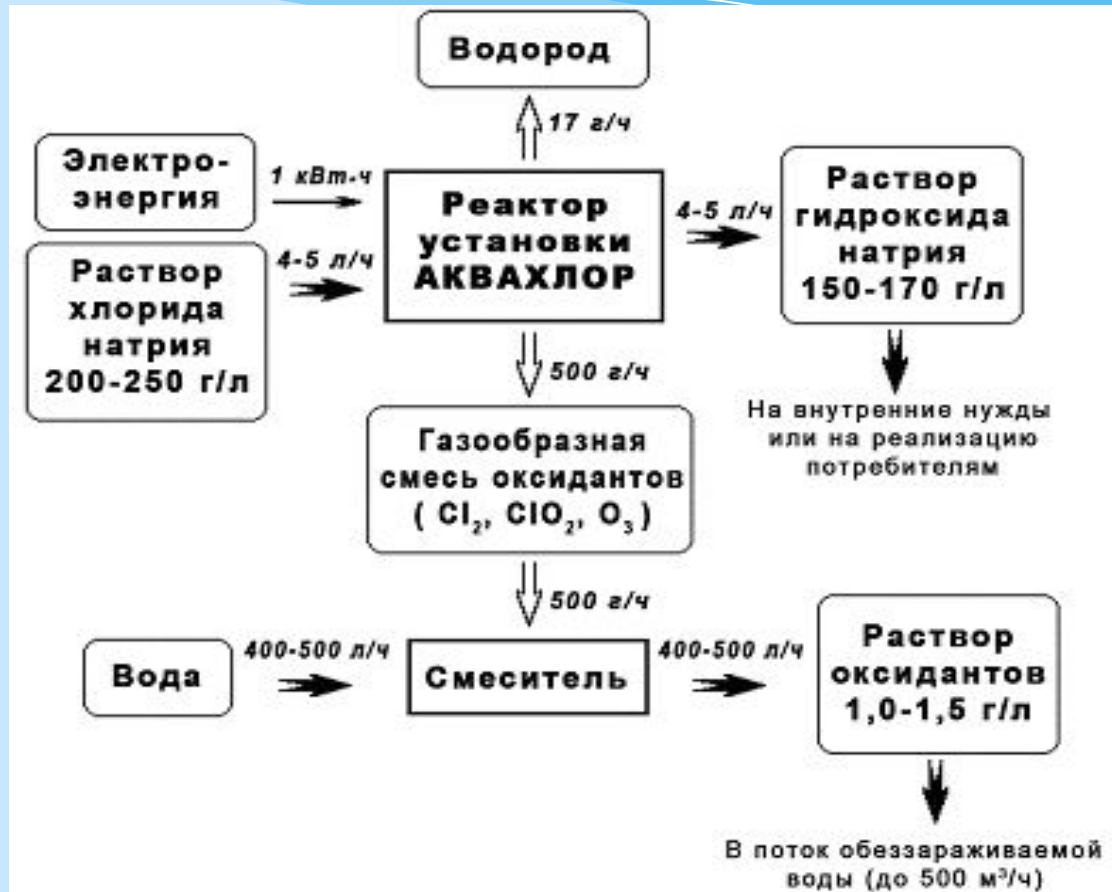 Водород
17 г/ч
Электро-
энергия
1 кВт-ч
Реактор
установки
АКВАХЛОР
4-5 л/ч
Раствор
гидроксида
натрия
150-170 г/л
Раствор
хлорида
натрия
200-250 г/л
4-5 л/ч
500 г/ч
На внутренние нужды
или на реализацию
потребителям
Газообразная
смесь оксидантов
( Cl₂, ClO₂, O₃ )
500 г/ч
Вода
400-500 л/ч
Смеситель
400-500 л/ч
Раствор
оксидантов
1,0-1,5 г/л
В поток обеззараживаемой
воды (до 500 м³/ч)